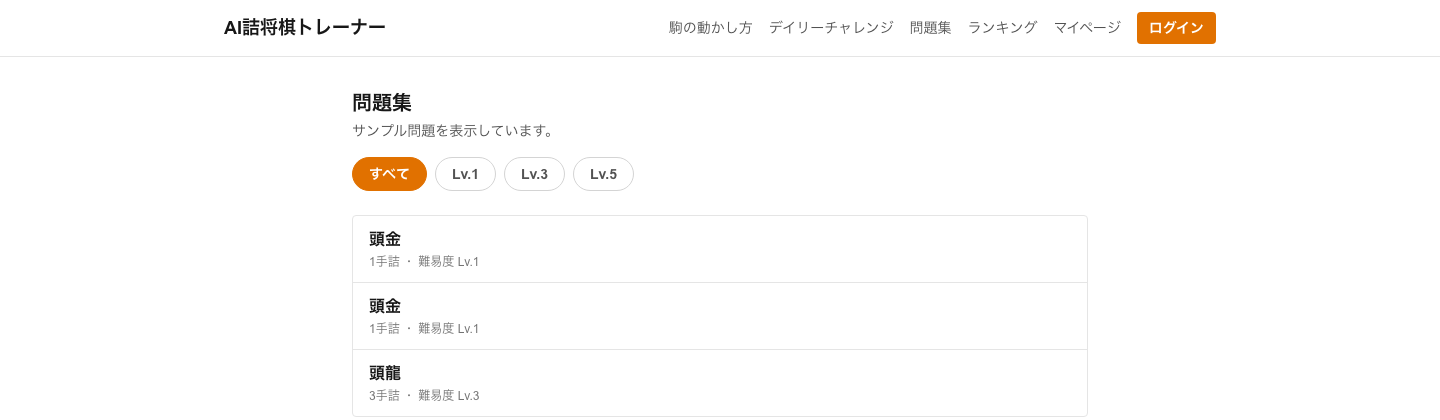 AI詰将棋トレーナー 駒の動かし方 デイリーチャレンジ 問題集 ランキング マイページ ログイン
問題集
サンプル問題を表示しています。
すべて Lv.1 Lv.3 Lv.5
頭金
1手詰 ・ 難易度 Lv.1
頭金
1手詰 ・ 難易度 Lv.1
頭龍
3手詰 ・ 難易度 Lv.3